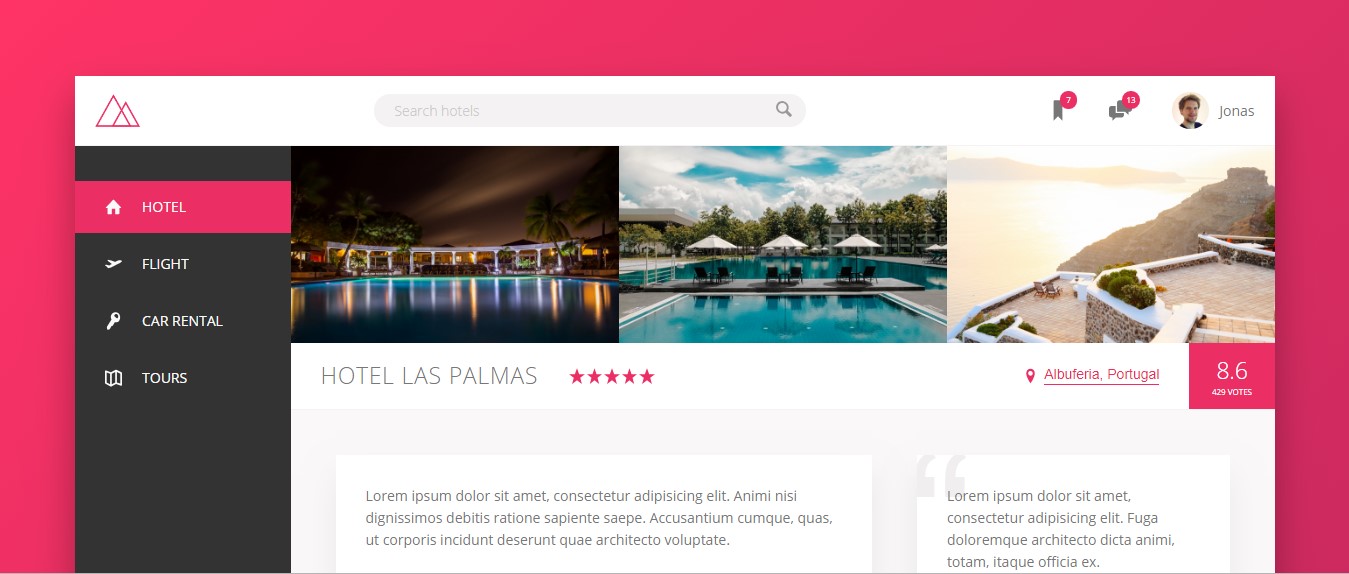 Search hotels
7
13
Jonas
HOTEL
FLIGHT
CAR RENTAL
TOURS
HOTEL LAS PALMAS
Albuferia, Portugal
8.6
429 VOTES
Lorem ipsum dolor sit amet, consectetur adipisicing elit. Animi nisi
dignissimos debitis ratione sapiente saepe. Accusantium cumque, quas,
ut corporis incidunt deserunt quae architecto voluptate.
“
Lorem ipsum dolor sit amet,
consectetur adipisicing elit. Fuga
doloremque architecto dicta animi,
totam, itaque officia ex.